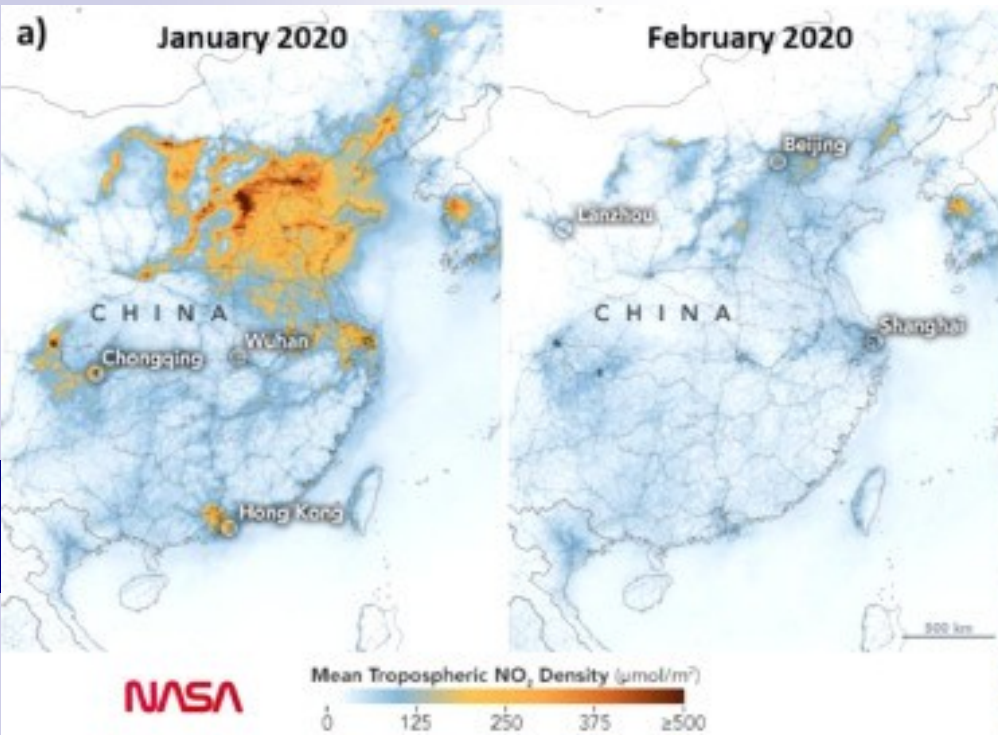 a)
January 2020
February 2020
Beijing
Lanzhou
CHINA
CHINA
Wuhan
Shanghai
Chongqing
Hong Kong
500 km
Mean Tropospheric NO₂ Density (μmol/m²)
NASA
0 125 250 375 ≥500